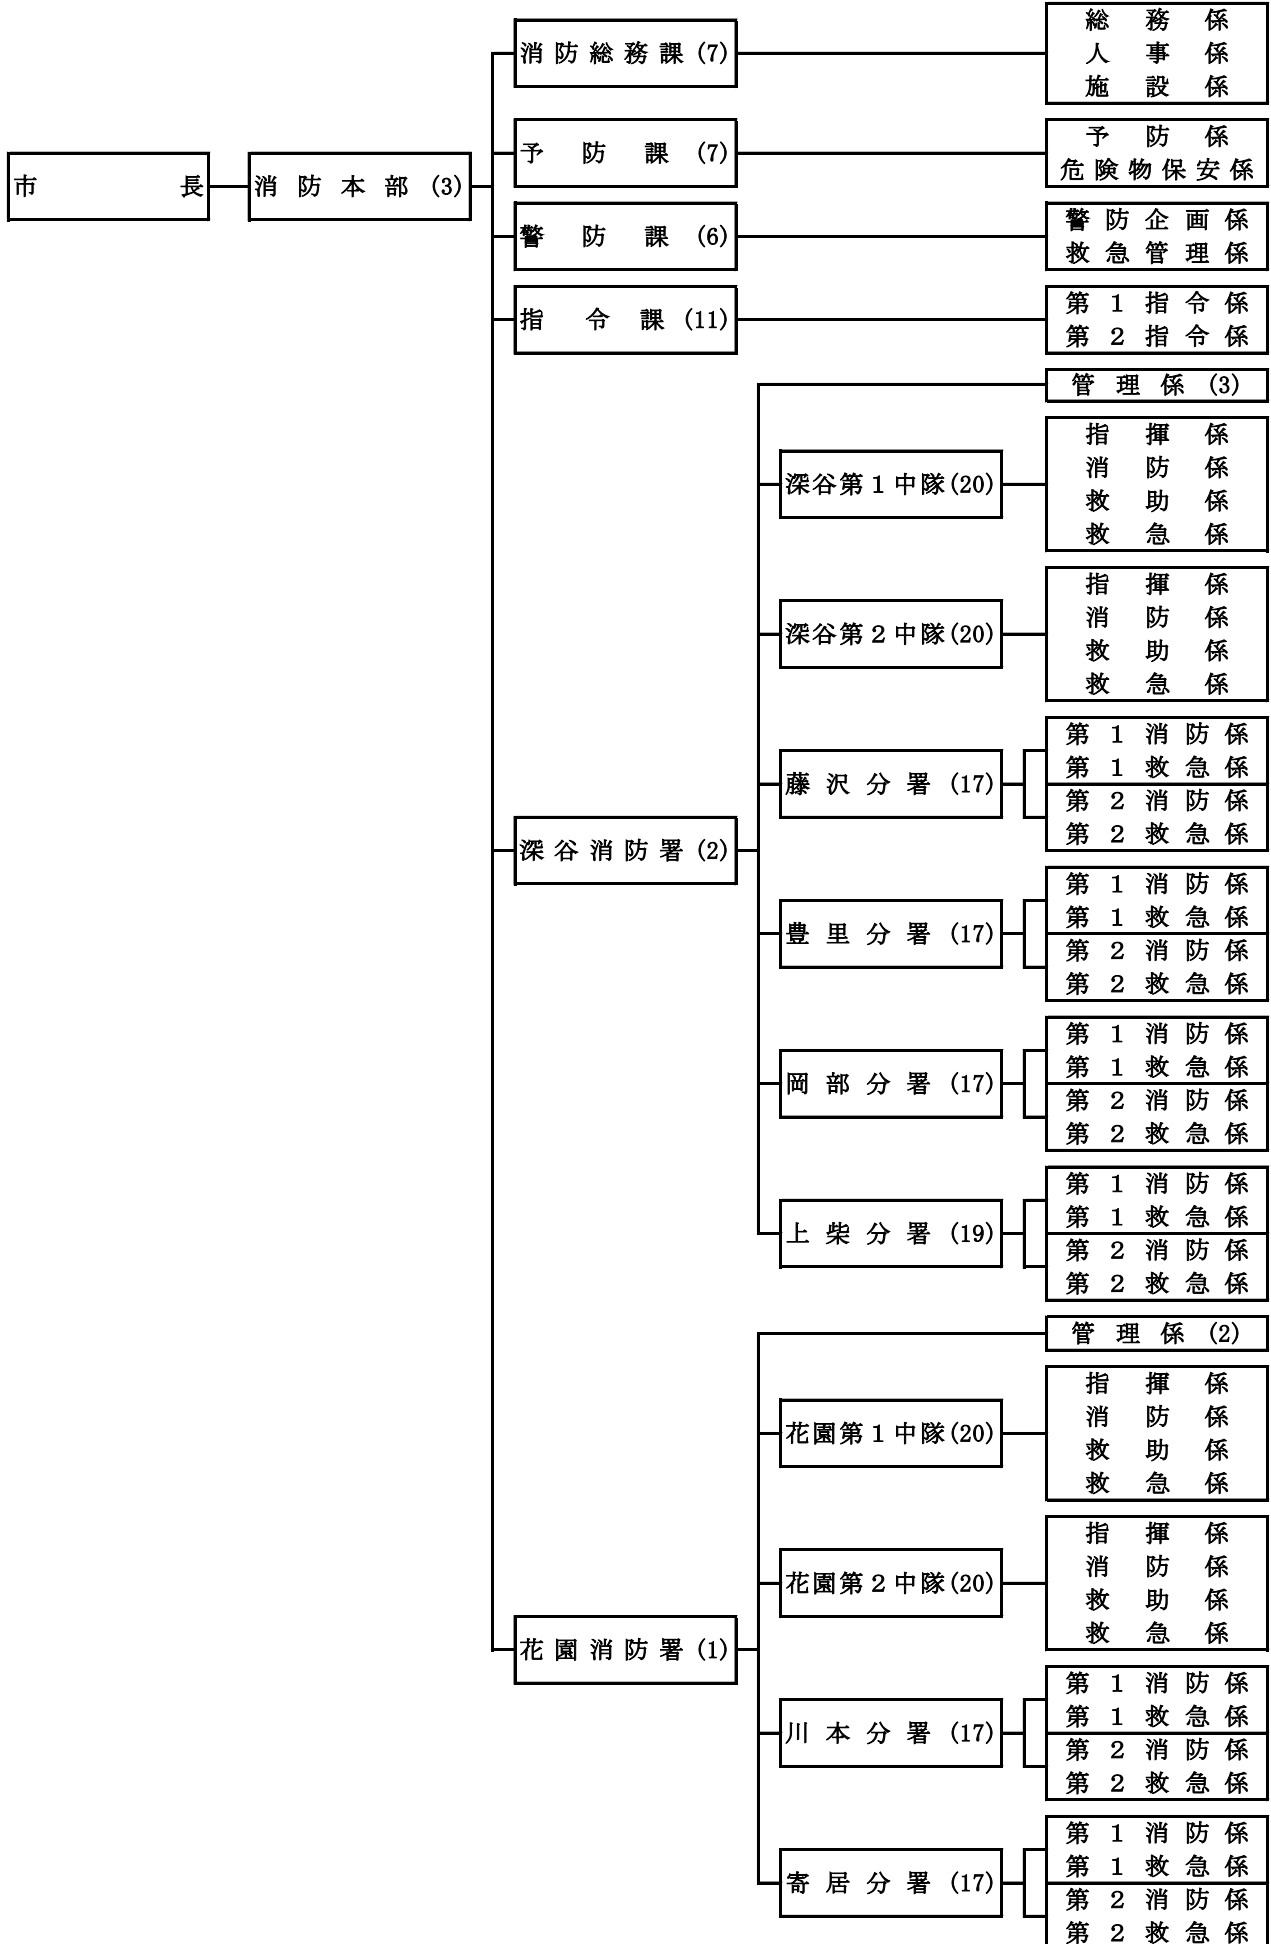 市長
消防本部(3)
消防総務課(7)
総務係
人事係
施設係
予防課(7)
予防係
危険物保安係
警防課(6)
警防企画係
救急管理係
指令課(11)
第1指令係
第2指令係
深谷消防署(2)
管理係(3)
深谷第1中隊(20)
指揮係
消防係
救助係
救急係
深谷第2中隊(20)
指揮係
消防係
救助係
救急係
藤沢分署(17)
第1消防係
第1救急係
第2消防係
第2救急係
豊里分署(17)
第1消防係
第1救急係
第2消防係
第2救急係
岡部分署(17)
第1消防係
第1救急係
第2消防係
第2救急係
上柴分署(19)
第1消防係
第1救急係
第2消防係
第2救急係
花園消防署(1)
管理係(2)
花園第1中隊(20)
指揮係
消防係
救助係
救急係
花園第2中隊(20)
指揮係
消防係
救助係
救急係
川本分署(17)
第1消防係
第1救急係
第2消防係
第2救急係
寄居分署(17)
第1消防係
第1救急係
第2消防係
第2救急係